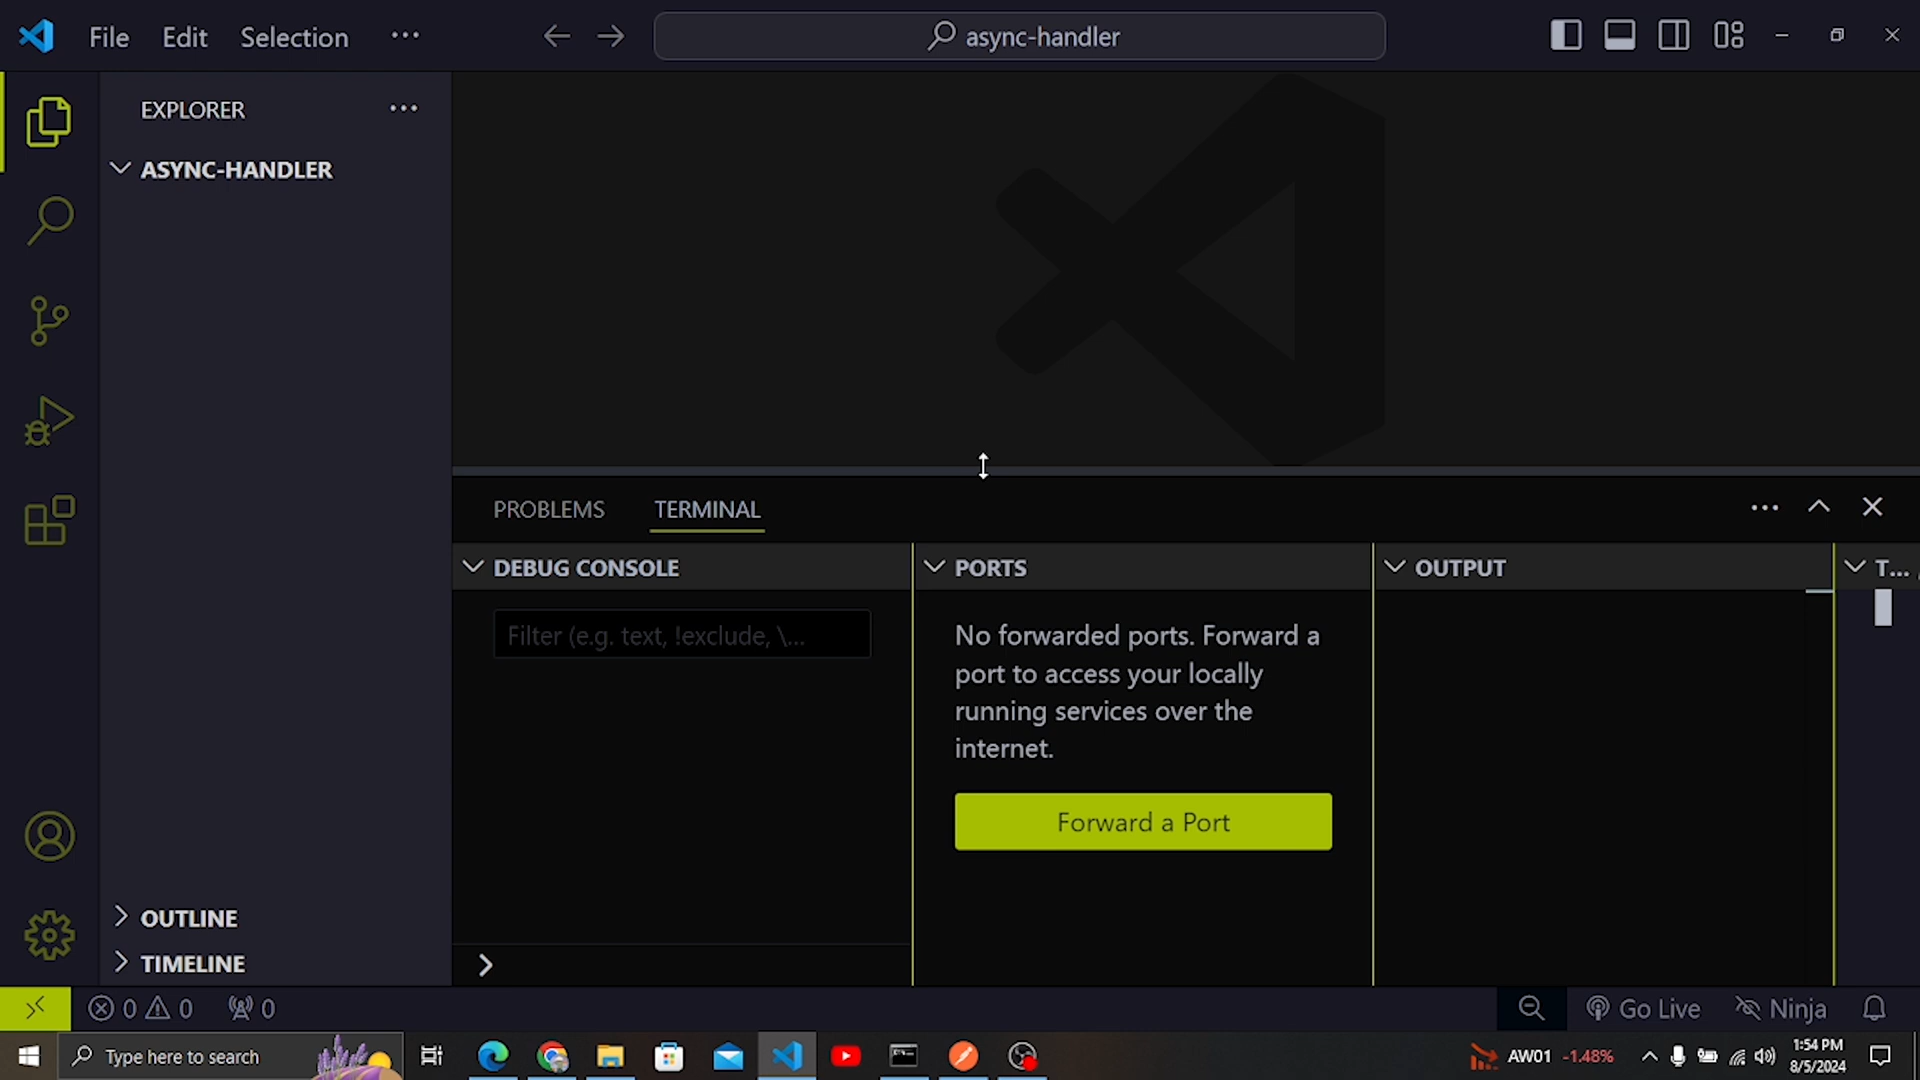 File Edit Selection ···
async-handler
EXPLORER
ASYNC-HANDLER
PROBLEMS TERMINAL
DEBUG CONSOLE
Filter (e.g. text, !exclude, \...
PORTS
No forwarded ports. Forward a
port to access your locally
running services over the
internet.
Forward a Port
OUTPUT
T...
OUTLINE
TIMELINE
0 0 0
Go Live Ninja
Type here to search
AW01 -1.48%
1:54 PM
8/5/2024